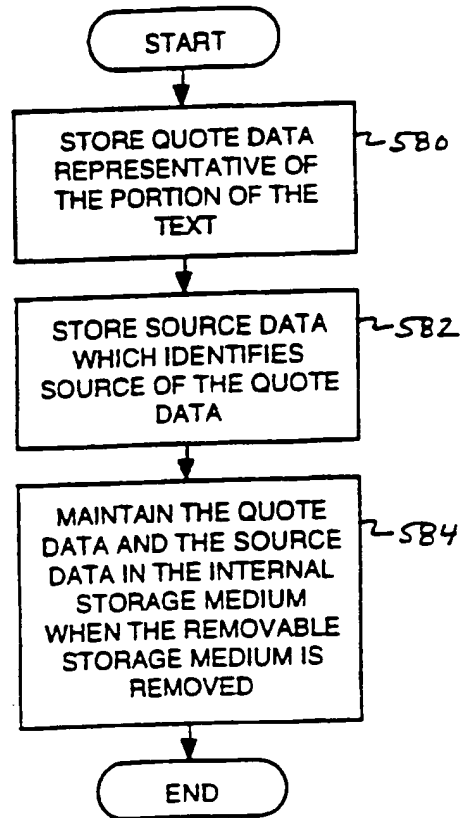 START
STORE QUOTE DATA
REPRESENTATIVE OF
THE PORTION OF THE
TEXT
580
STORE SOURCE DATA
WHICH IDENTIFIES
SOURCE OF THE QUOTE
DATA
582
MAINTAIN THE QUOTE
DATA AND THE SOURCE
DATA IN THE INTERNAL
STORAGE MEDIUM
WHEN THE REMOVABLE
STORAGE MEDIUM IS
REMOVED
584
END